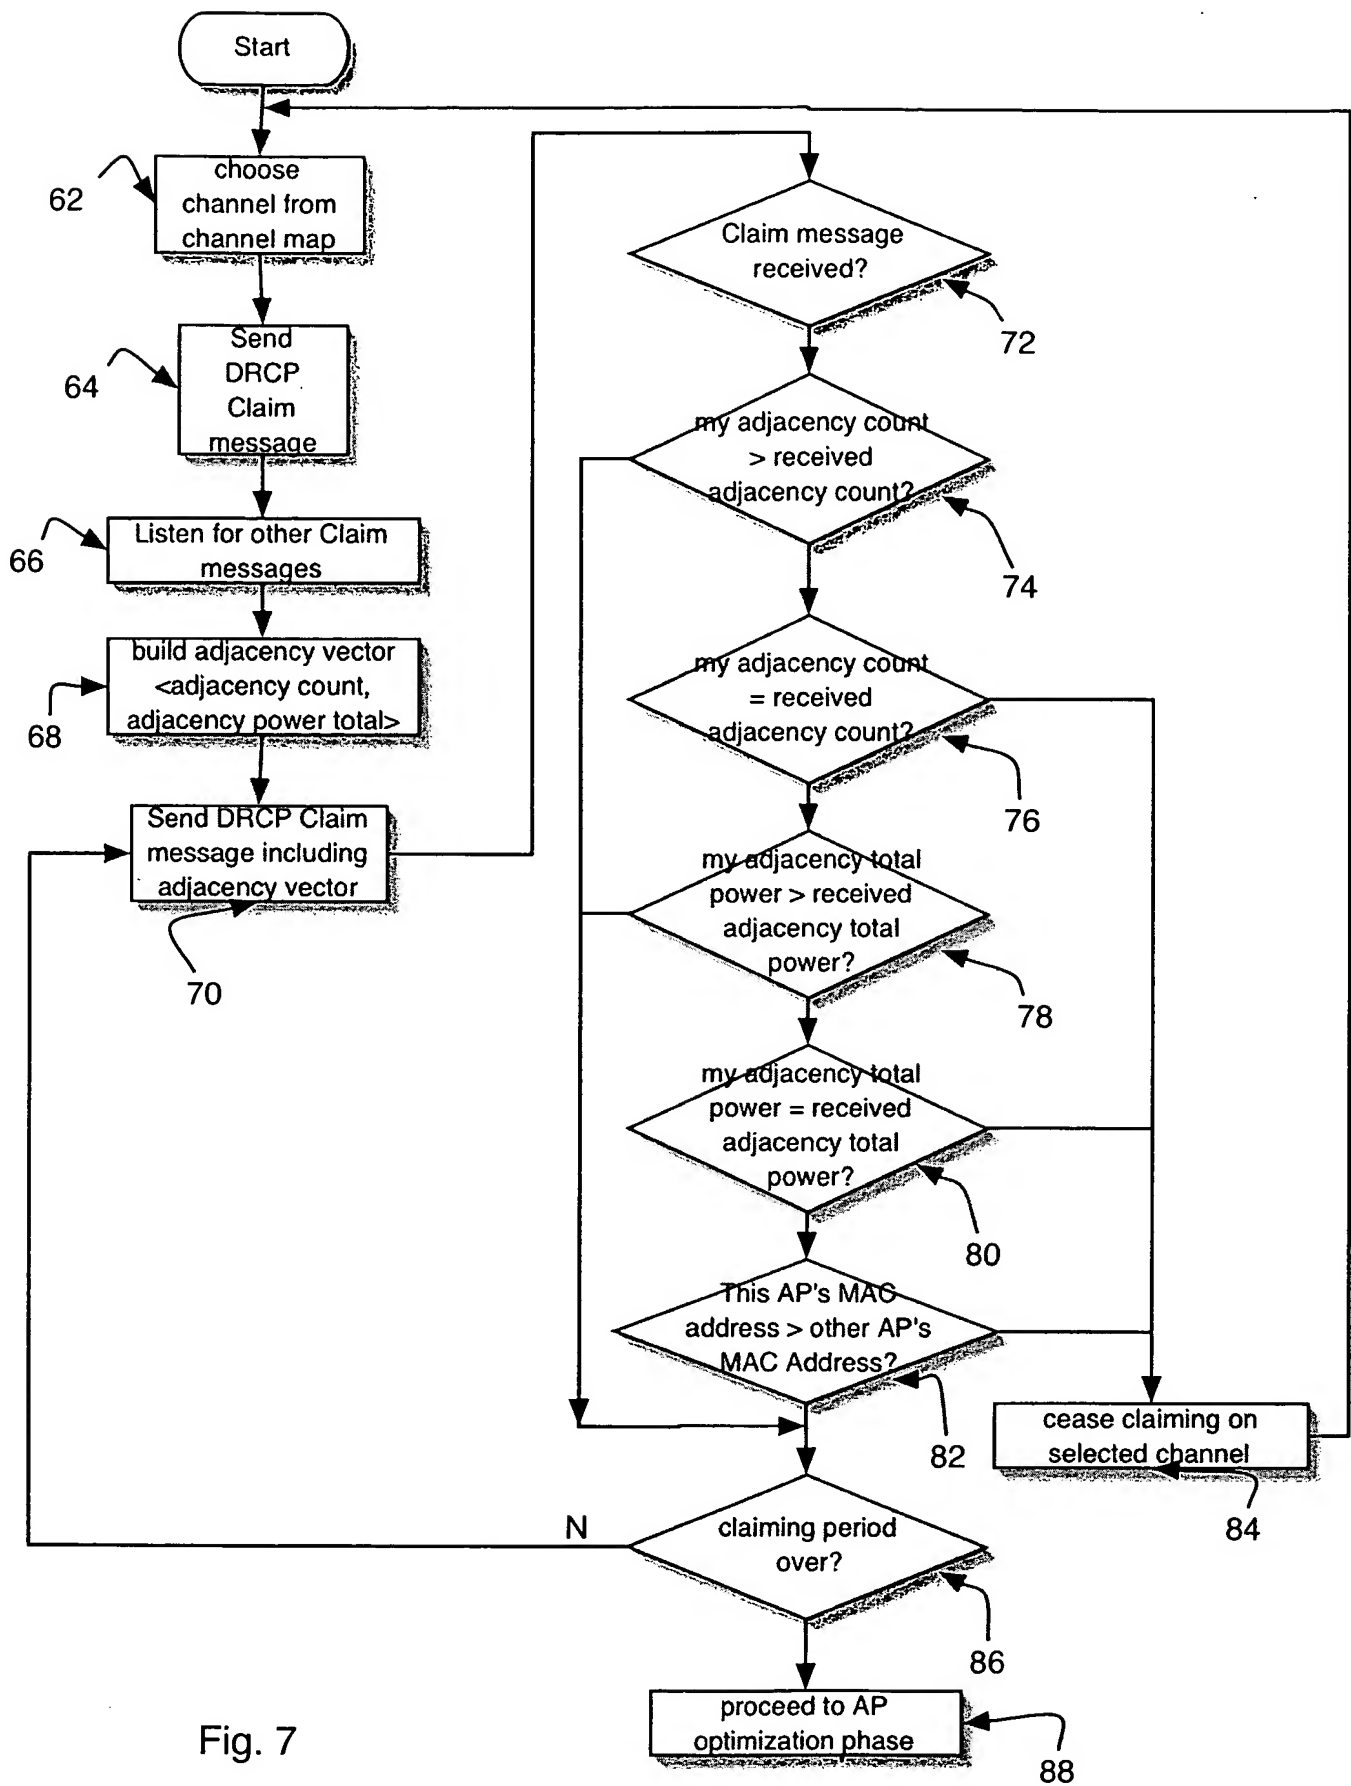 Start
62
choose
channel from
channel map
64
Send
DRCP
Claim
message
66
Listen for other Claim
messages
68
build adjacency vector
<adjacency count,
adjacency power total>
Send DRCP Claim
message including
adjacency vector
70
Claim message
received?
72
my adjacency count
> received
adjacency count?
74
my adjacency count
= received
adjacency count?
76
my adjacency total
power > received
adjacency total
power?
78
my adjacency total
power = received
adjacency total
power?
80
This AP's MAC
address > other AP's
MAC Address?
82
cease claiming on
selected channel
84
N
claiming period
over?
86
proceed to AP
optimization phase
88
Fig. 7